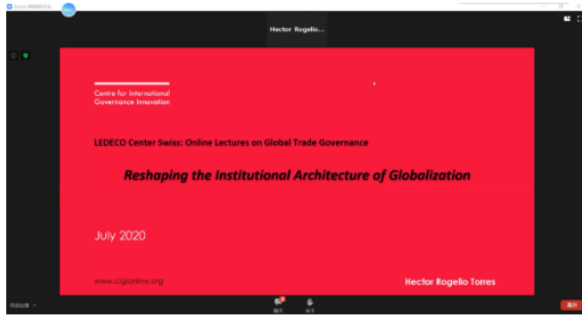 Hector Rogelio...
Centre for International
Governance Innovation
LEDECO Center Swiss: Online Lectures on Global Trade Governance
Reshaping the Institutional Architecture of Globalization
July 2020
www.cigionline.org
Hector Rogelio Torres